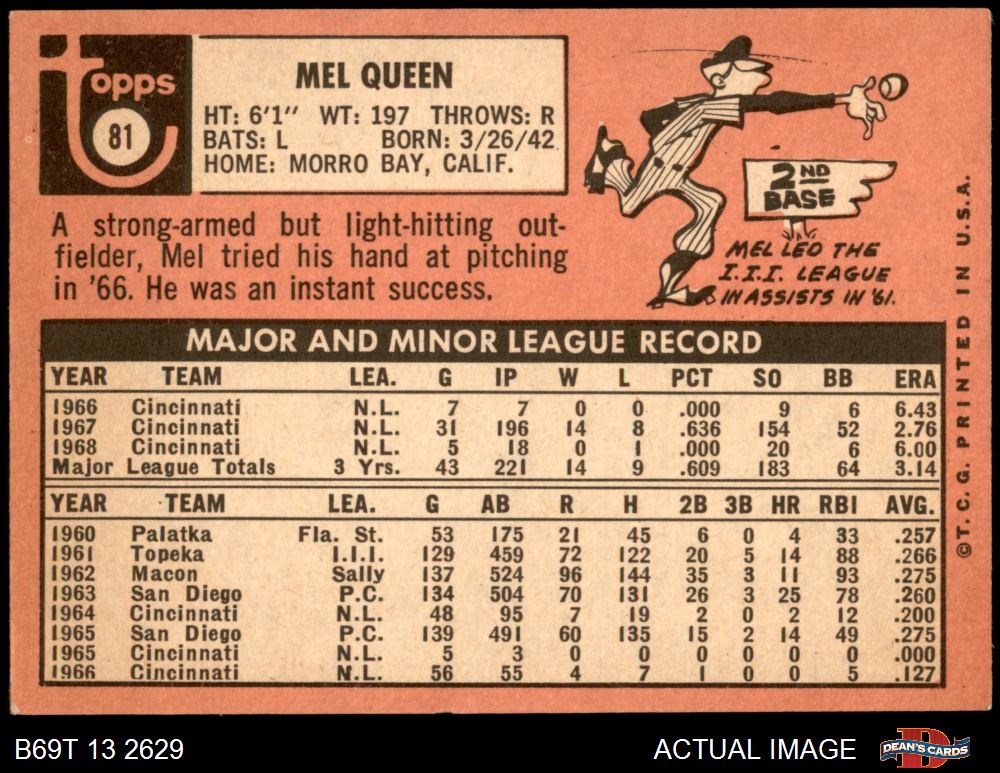 Topps
81
MEL QUEEN
HT: 6'1" WT: 197 THROWS: R
BATS: L BORN: 3/26/42
HOME: MORRO BAY, CALIF.
A strong-armed but light-hitting out-
fielder, Mel tried his hand at pitching
in '66. He was an instant success.
2ND
BASE
MEL LED THE
I.I.I. LEAGUE
IN ASSISTS IN '61.
MAJOR AND MINOR LEAGUE RECORD
YEAR TEAM LEA. G IP W L PCT SO BB ERA
1966 Cincinnati N.L. 7 7 0 0 .000 9 6 6.43
1967 Cincinnati N.L. 31 196 14 8 .636 154 52 2.76
1968 Cincinnati N.L. 5 18 0 1 .000 20 6 6.00
Major League Totals 3 Yrs. 43 221 14 9 .609 183 64 3.14
YEAR TEAM LEA. G AB R H 2B 3B HR RBI AVG.
1960 Palatka Fla. St. 53 175 21 45 6 0 4 33 .257
1961 Topeka I.I.I. 129 459 72 122 20 5 14 88 .266
1962 Macon Sally 137 524 96 144 35 3 11 93 .275
1963 San Diego P.C. 134 504 70 131 26 3 25 78 .260
1964 Cincinnati N.L. 48 95 7 19 2 0 2 12 .200
1965 San Diego P.C. 139 491 60 135 15 2 14 49 .275
1965 Cincinnati N.L. 5 3 0 0 0 0 0 0 .000
1966 Cincinnati N.L. 56 55 4 7 1 0 0 5 .127
©T.C.G. PRINTED IN U.S.A.
B69T 13 2629
ACTUAL IMAGE
DEAN'S CARDS